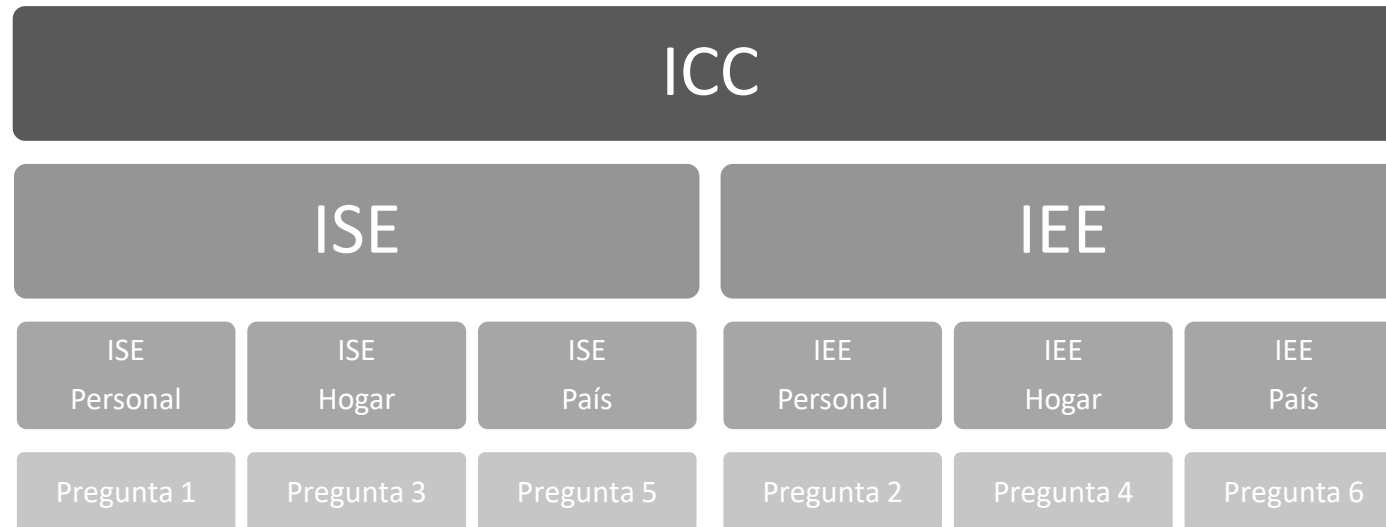 ICC
ISE
IEE
ISE
Personal
ISE
Hogar
ISE
País
IEE
Personal
IEE
Hogar
IEE
País
Pregunta 1
Pregunta 3
Pregunta 5
Pregunta 2
Pregunta 4
Pregunta 6